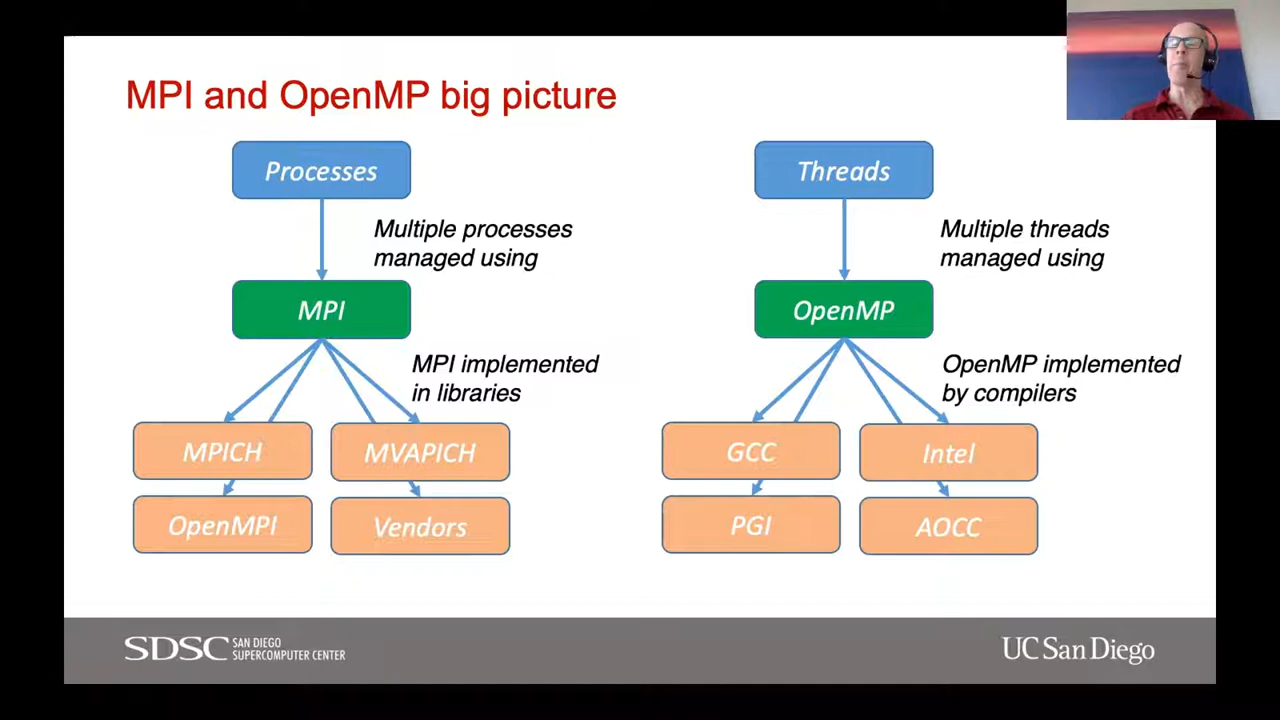 MPI and OpenMP big picture
Processes
Multiple processes
managed using
MPI
MPI implemented
in libraries
MPICH
MVAPICH
OpenMPI
Vendors
Threads
Multiple threads
managed using
OpenMP
OpenMP implemented
by compilers
GCC
Intel
PGI
AOCC
SDSC
SAN DIEGO
SUPERCOMPUTER CENTER
UC San Diego